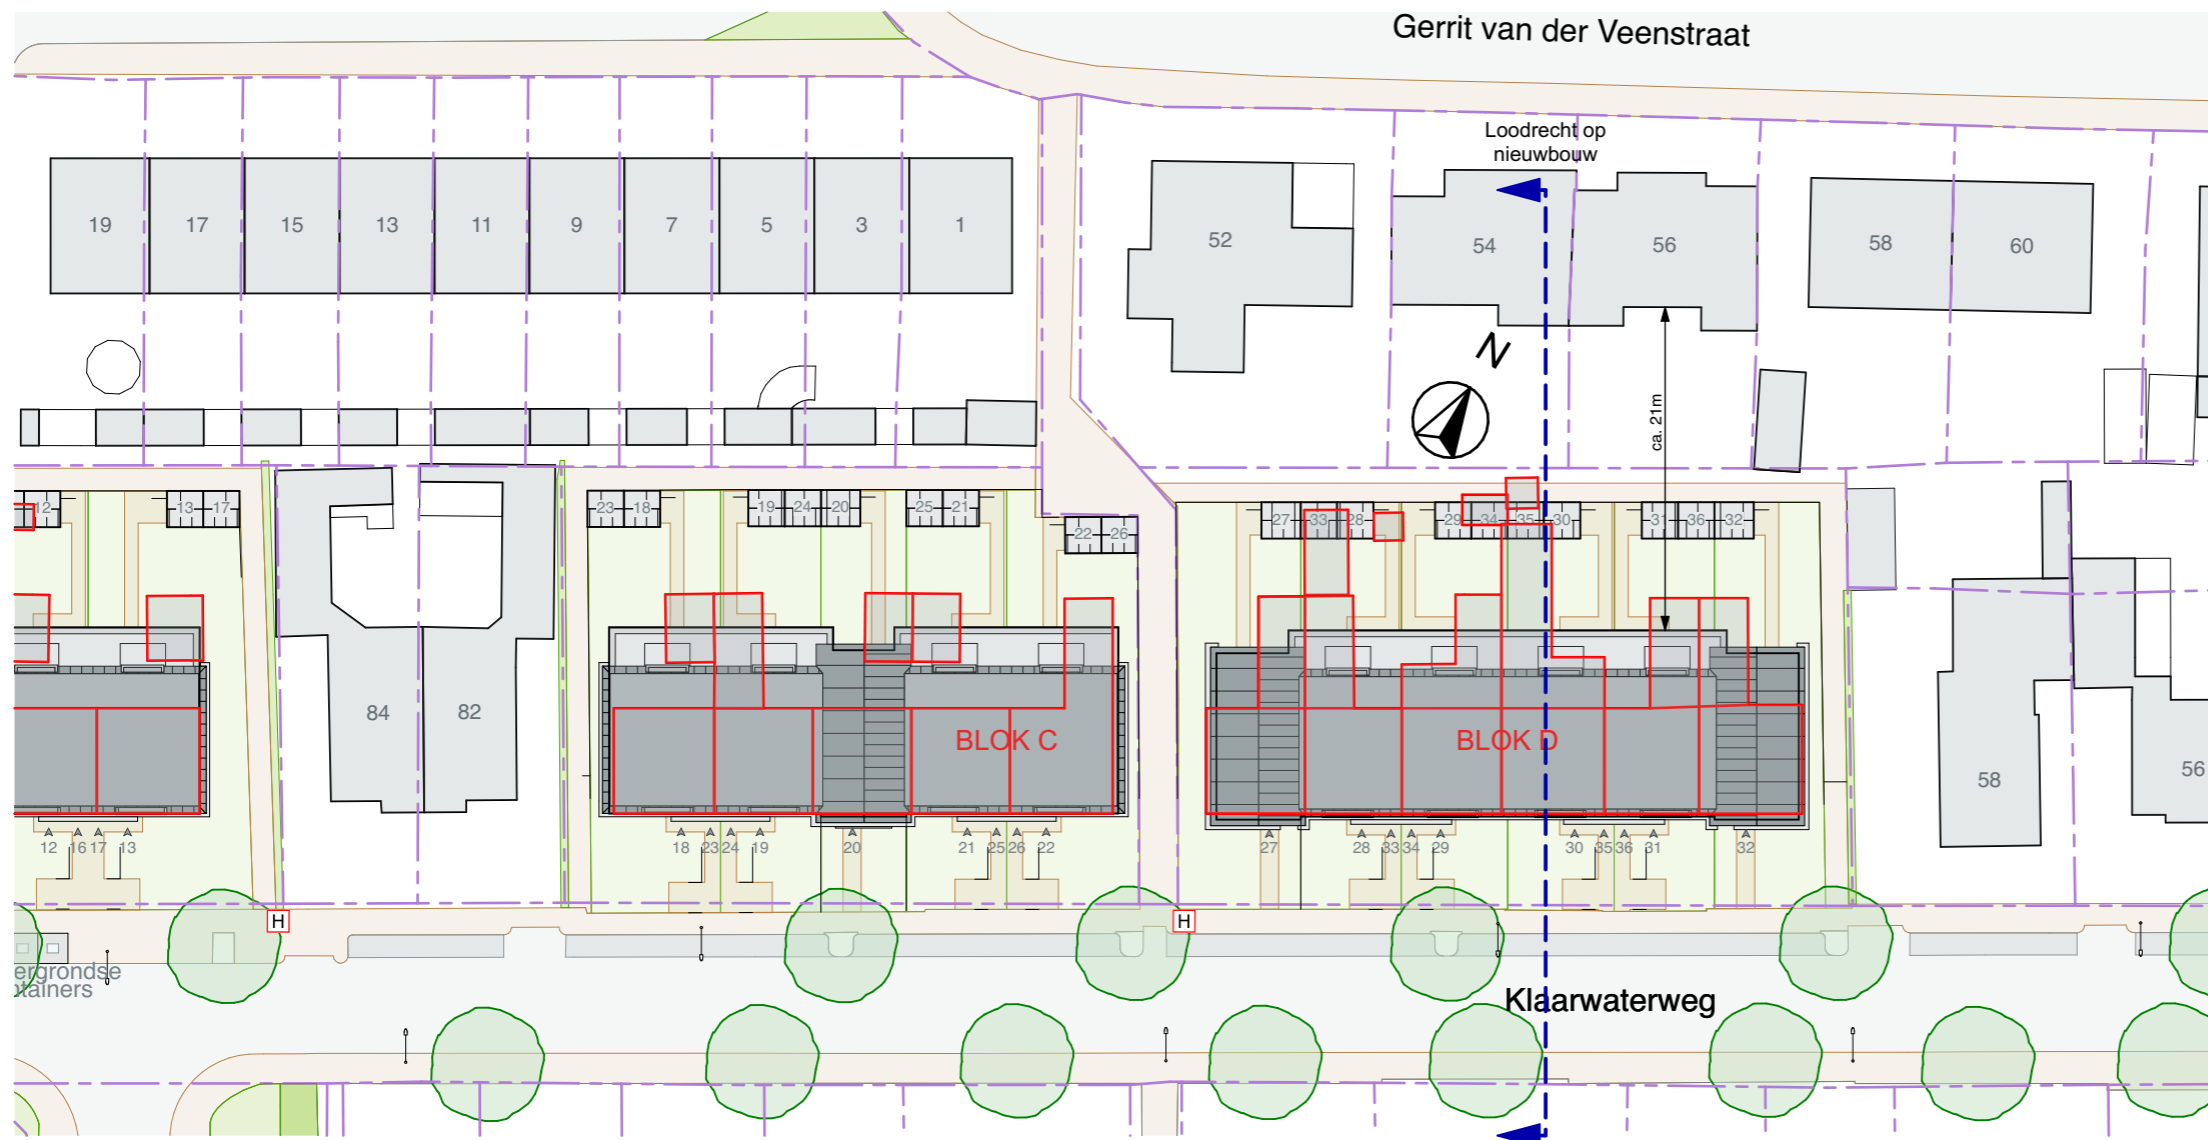 Gerrit van der Veenstraat
Loodrecht op
nieuwbouw
19 17 15 13 11 9 7 5 3 1
52 54 56 58 60
N
ca. 21m
12 13 17
23 18 19 24 20 25 21
22 26
27 33 28 29 34 35 30 31 36 32
84 82
BLOK C
BLOK D
58
56
12 16 17 13
18 23 24 19 20 21 25 26 22
27 28 33 34 29 30 35 36 31 32
H
H
ergrondse
ntainers
Klaarwaterweg